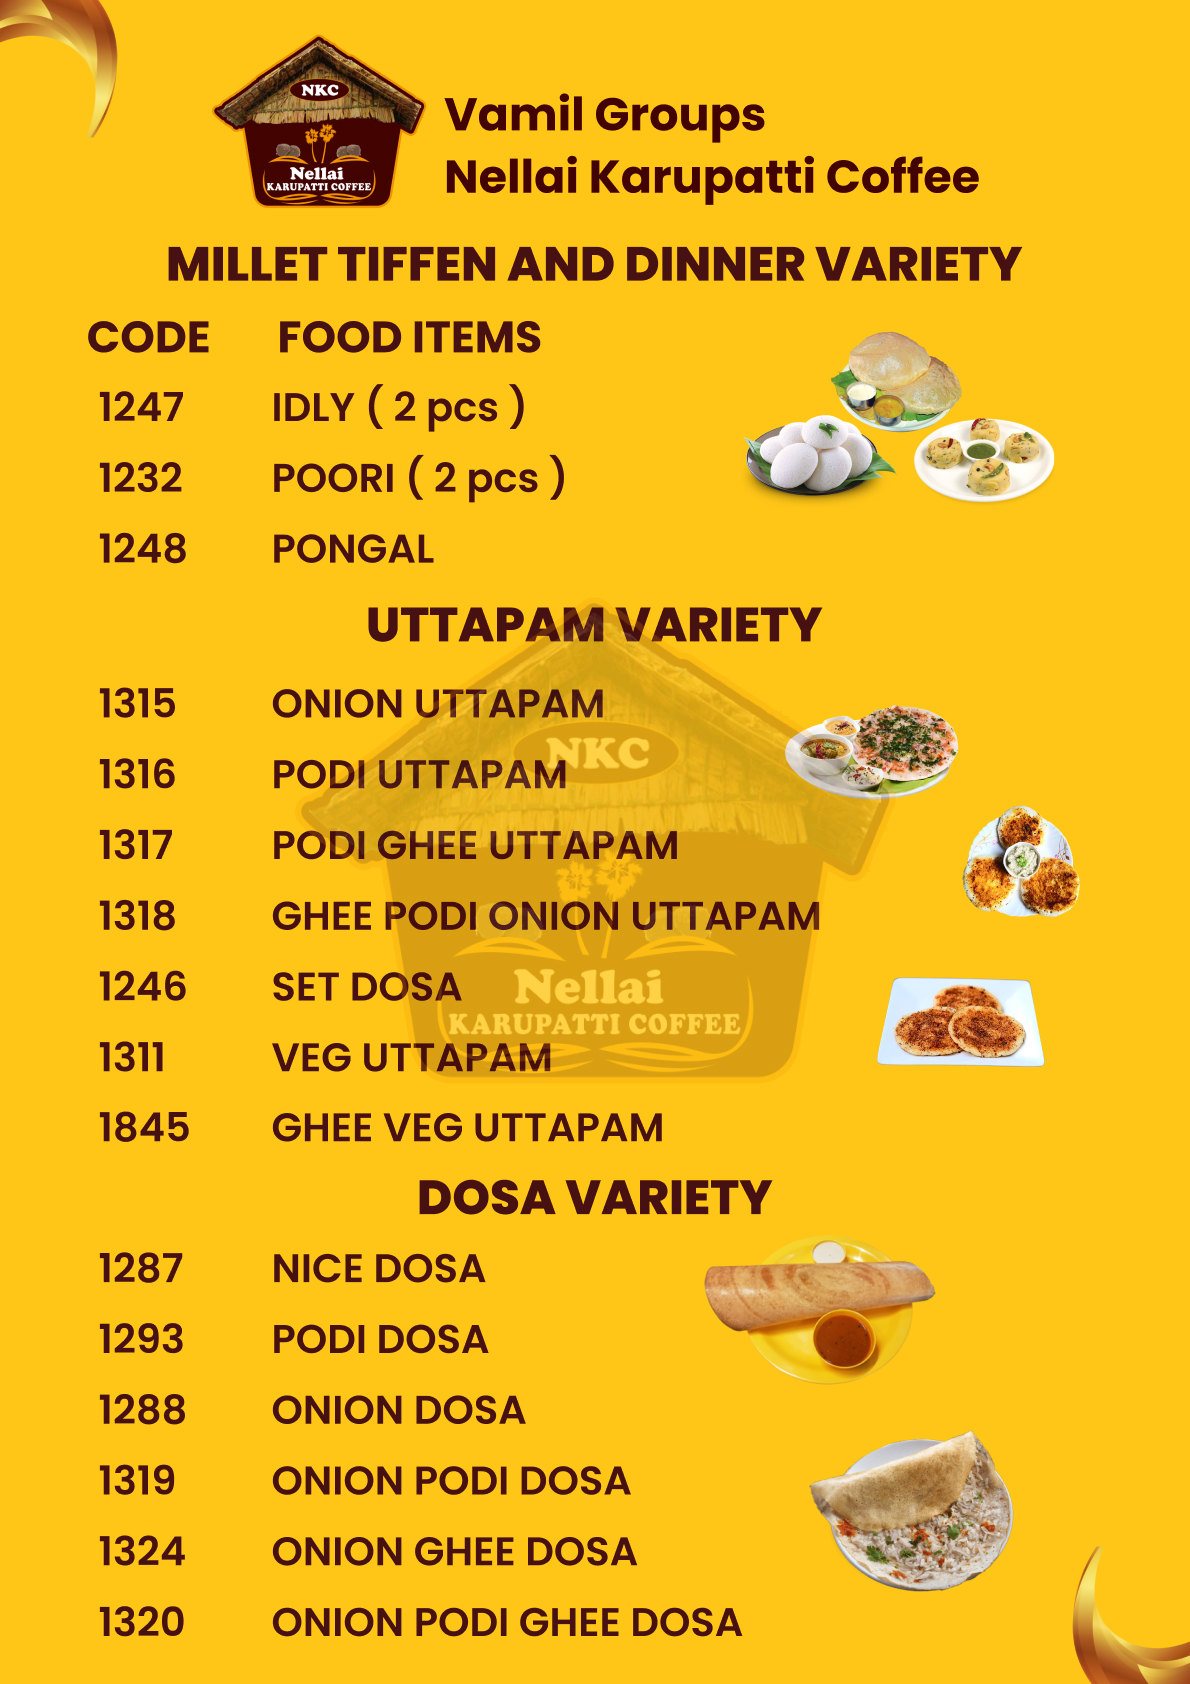 NKC
Nellai
KARUPATTI COFFEE
Vamil Groups
Nellai Karupatti Coffee
MILLET TIFFEN AND DINNER VARIETY
CODE FOOD ITEMS
1247 IDLY ( 2 pcs )
1232 POORI ( 2 pcs )
1248 PONGAL
UTTAPAM VARIETY
1315 ONION UTTAPAM
NKC
1316 PODI UTTAPAM
1317 PODI GHEE UTTAPAM
1318 GHEE PODI ONION UTTAPAM
1246 SET DOSA
Nellai
KARUPATTI COFFEE
1311 VEG UTTAPAM
1845 GHEE VEG UTTAPAM
DOSA VARIETY
1287 NICE DOSA
1293 PODI DOSA
1288 ONION DOSA
1319 ONION PODI DOSA
1324 ONION GHEE DOSA
1320 ONION PODI GHEE DOSA